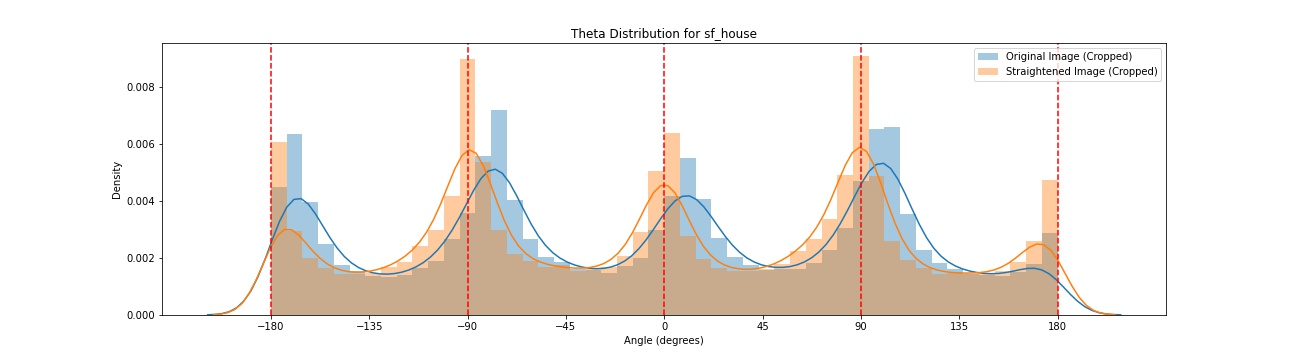 Theta Distribution for sf_house
Original Image (Cropped)
Straightened Image (Cropped)
Density
0.008
0.006
0.004
0.002
0.000
−180 −135 −90 −45 0 45 90 135 180
Angle (degrees)